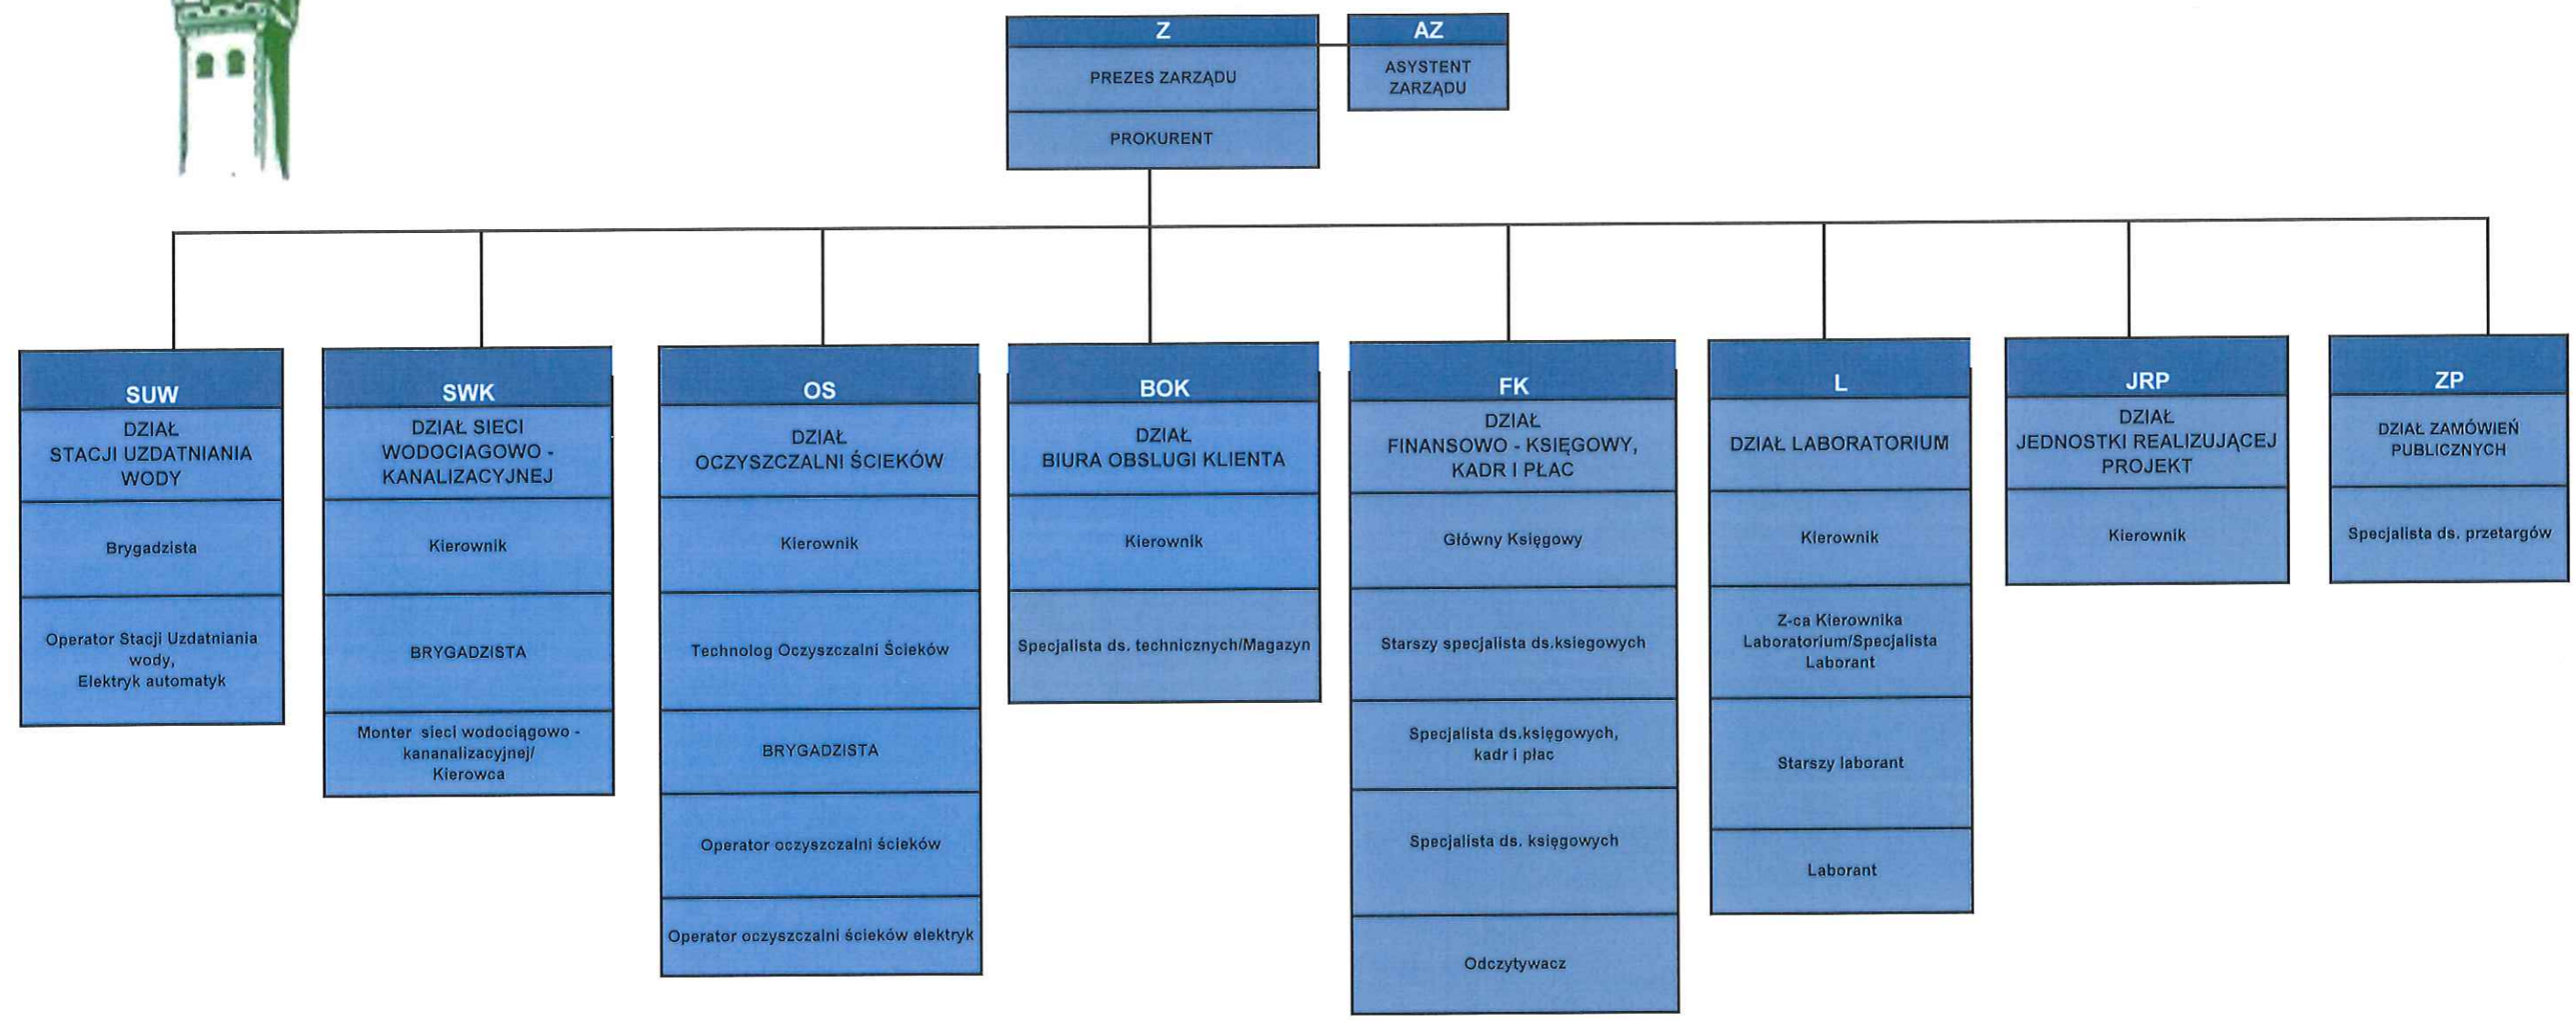 Z
PREZES ZARZĄDU
PROKURENT
AZ
ASYSTENT
ZARZĄDU
SUW
DZIAŁ
STACJI UZDATNIANIA
WODY
Brygadzista
Operator Stacji Uzdatniania
wody,
Elektryk automatyk
SWK
DZIAŁ SIECI
WODOCIAGOWO -
KANALIZACYJNEJ
Kierownik
BRYGADZISTA
Monter sieci wodociągowo -
kananalizacyjnej/
Kierowca
OS
DZIAŁ
OCZYSZCZALNI ŚCIEKÓW
Kierownik
Technolog Oczyszczalni Ścieków
BRYGADZISTA
Operator oczyszczalni ścieków
Operator oczyszczalni ścieków elektryk
BOK
DZIAŁ
BIURA OBSLUGI KLIENTA
Kierownik
Specjalista ds. technicznych/Magazyn
FK
DZIAŁ
FINANSOWO - KSIĘGOWY,
KADR I PŁAC
Główny Księgowy
Starszy specjalista ds.ksiegowych
Specjalista ds.księgowych,
kadr i płac
Specjalista ds. księgowych
Odczytywacz
L
DZIAŁ LABORATORIUM
Kierownik
Z-ca Kierownika
Laboratorium/Specjalista
Laborant
Starszy laborant
Laborant
JRP
DZIAŁ
JEDNOSTKI REALIZUJĄCEJ
PROJEKT
Kierownik
ZP
DZIAŁ ZAMÓWIEŃ
PUBLICZNYCH
Specjalista ds. przetargów